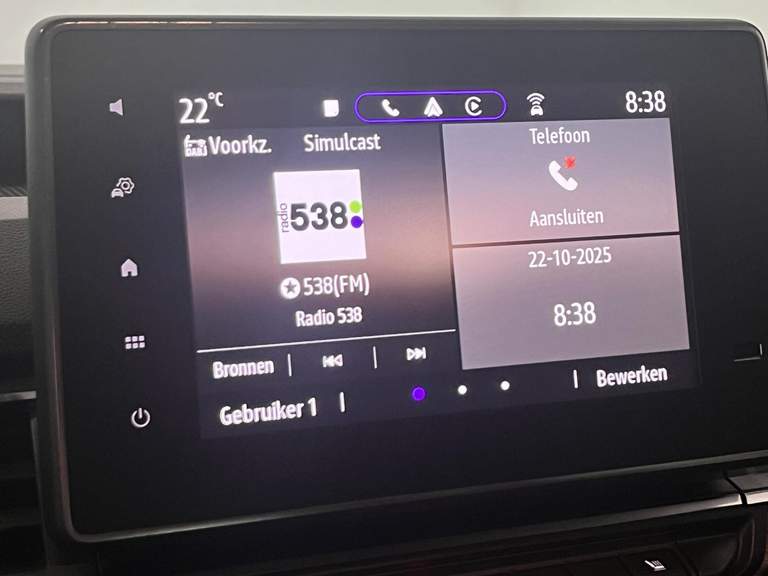 22°C
8:38
DAB Voorkz.
Simulcast
radio 538
538(FM)
Radio 538
Telefoon
Aansluiten
22-10-2025
8:38
Bronnen
Bewerken
Gebruiker 1